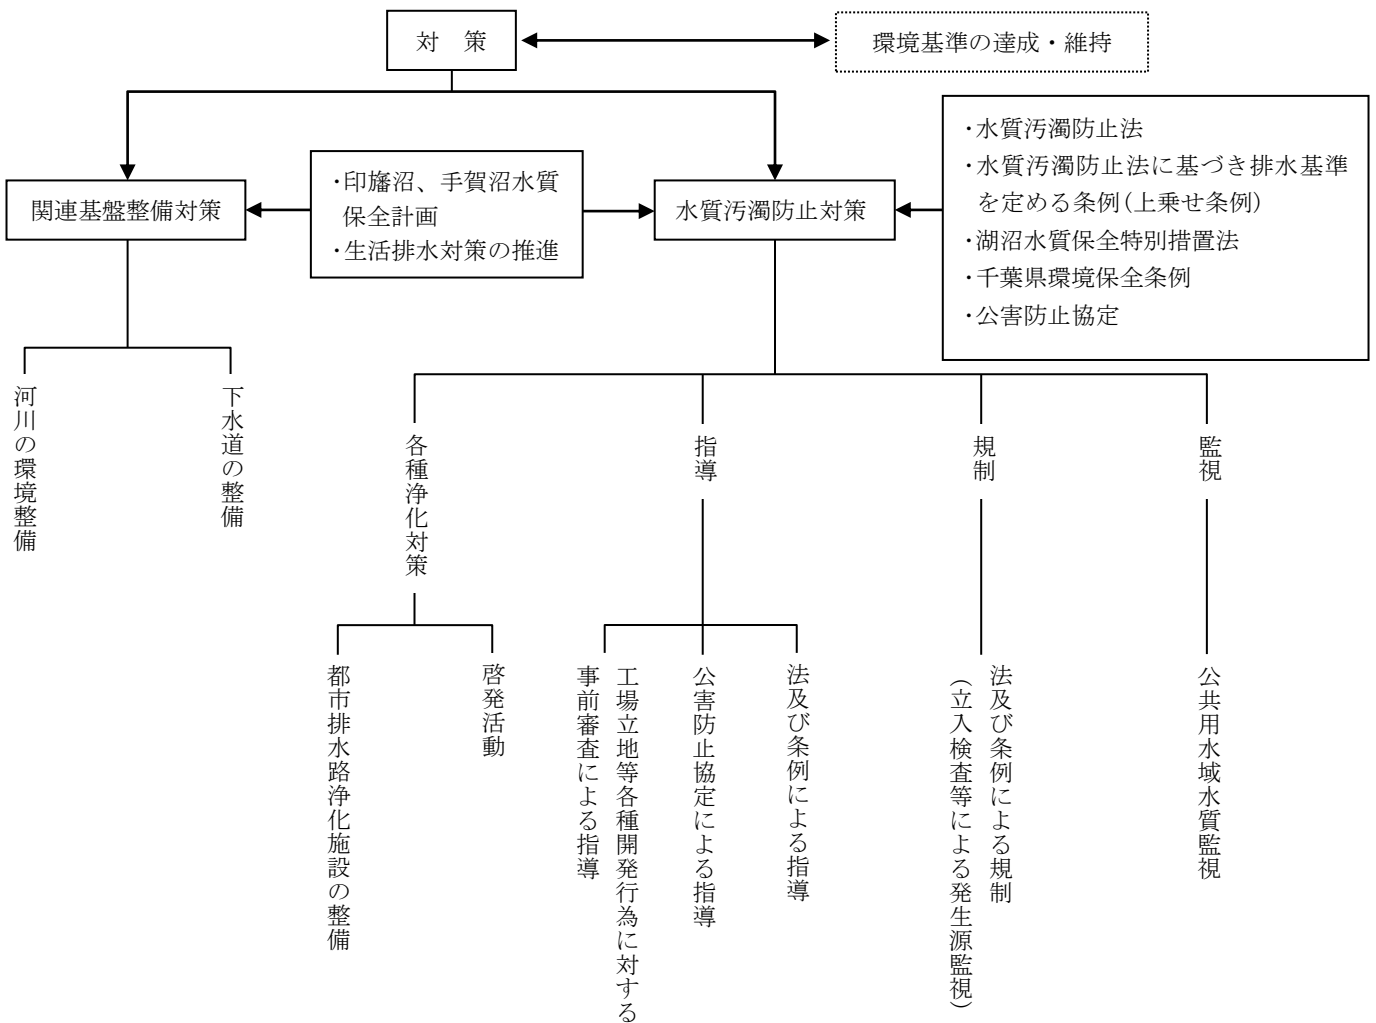 対　策
環境基準の達成・維持
関連基盤整備対策
・印旛沼、手賀沼水質
保全計画
・生活排水対策の推進
水質汚濁防止対策
・水質汚濁防止法
・水質汚濁防止法に基づき排水基準
を定める条例(上乗せ条例)
・湖沼水質保全特別措置法
・千葉県環境保全条例
・公害防止協定
河川の環境整備
下水道の整備
各種浄化対策
指導
規制
監視
都市排水路浄化施設の整備
啓発活動
工場立地等各種開発行為に対する
事前審査による指導
公害防止協定による指導
法及び条例による指導
法及び条例による規制
(立入検査等による発生源監視)
公共用水域水質監視